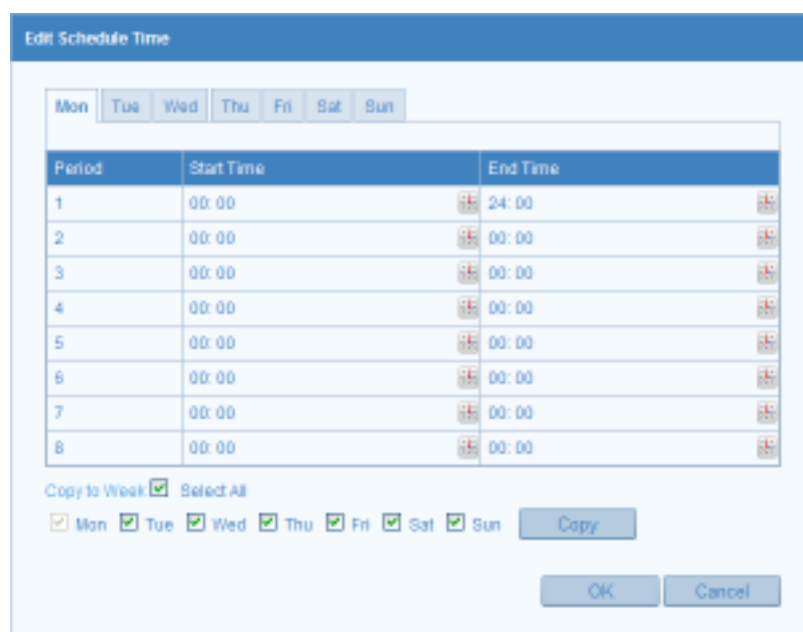 Edit Schedule Time
Mon Tue Wed Thu Fri Sat Sun
Period Start Time End Time
1 00: 00 24: 00
2 00: 00 00: 00
3 00: 00 00: 00
4 00: 00 00: 00
5 00: 00 00: 00
6 00: 00 00: 00
7 00: 00 00: 00
8 00: 00 00: 00
Copy to Week Select All
Mon Tue Wed Thu Fri Sat Sun Copy
OK Cancel